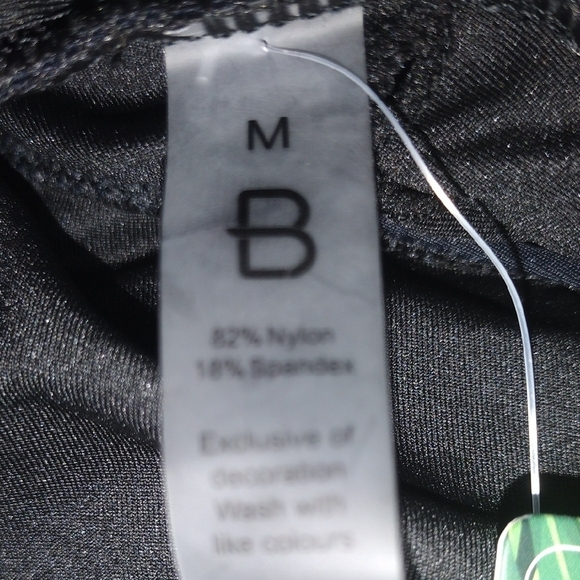 M
B
82% Nylon
18% Spandex
Exclusive of
decoration
Wash with
like colours